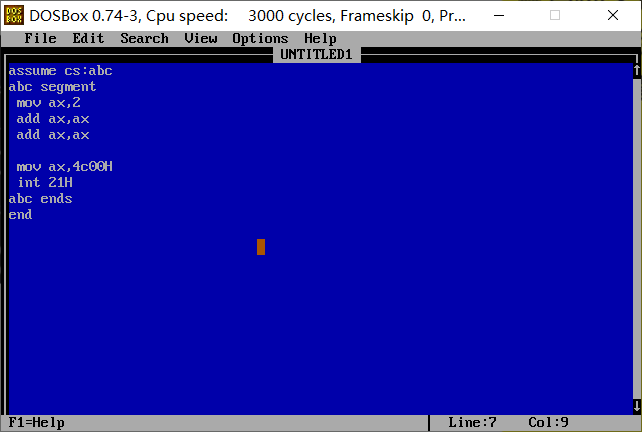 DOS
BOX
DOSBox 0.74-3, Cpu speed:    3000 cycles, Frameskip  0, Pr...
File  Edit  Search  View  Options  Help
UNTITLED1
assume cs:abc
abc segment
 mov ax,2
 add ax,ax
 add ax,ax
 mov ax,4c00H
 int 21H
abc ends
end
F1=Help
Line:7    Col:9